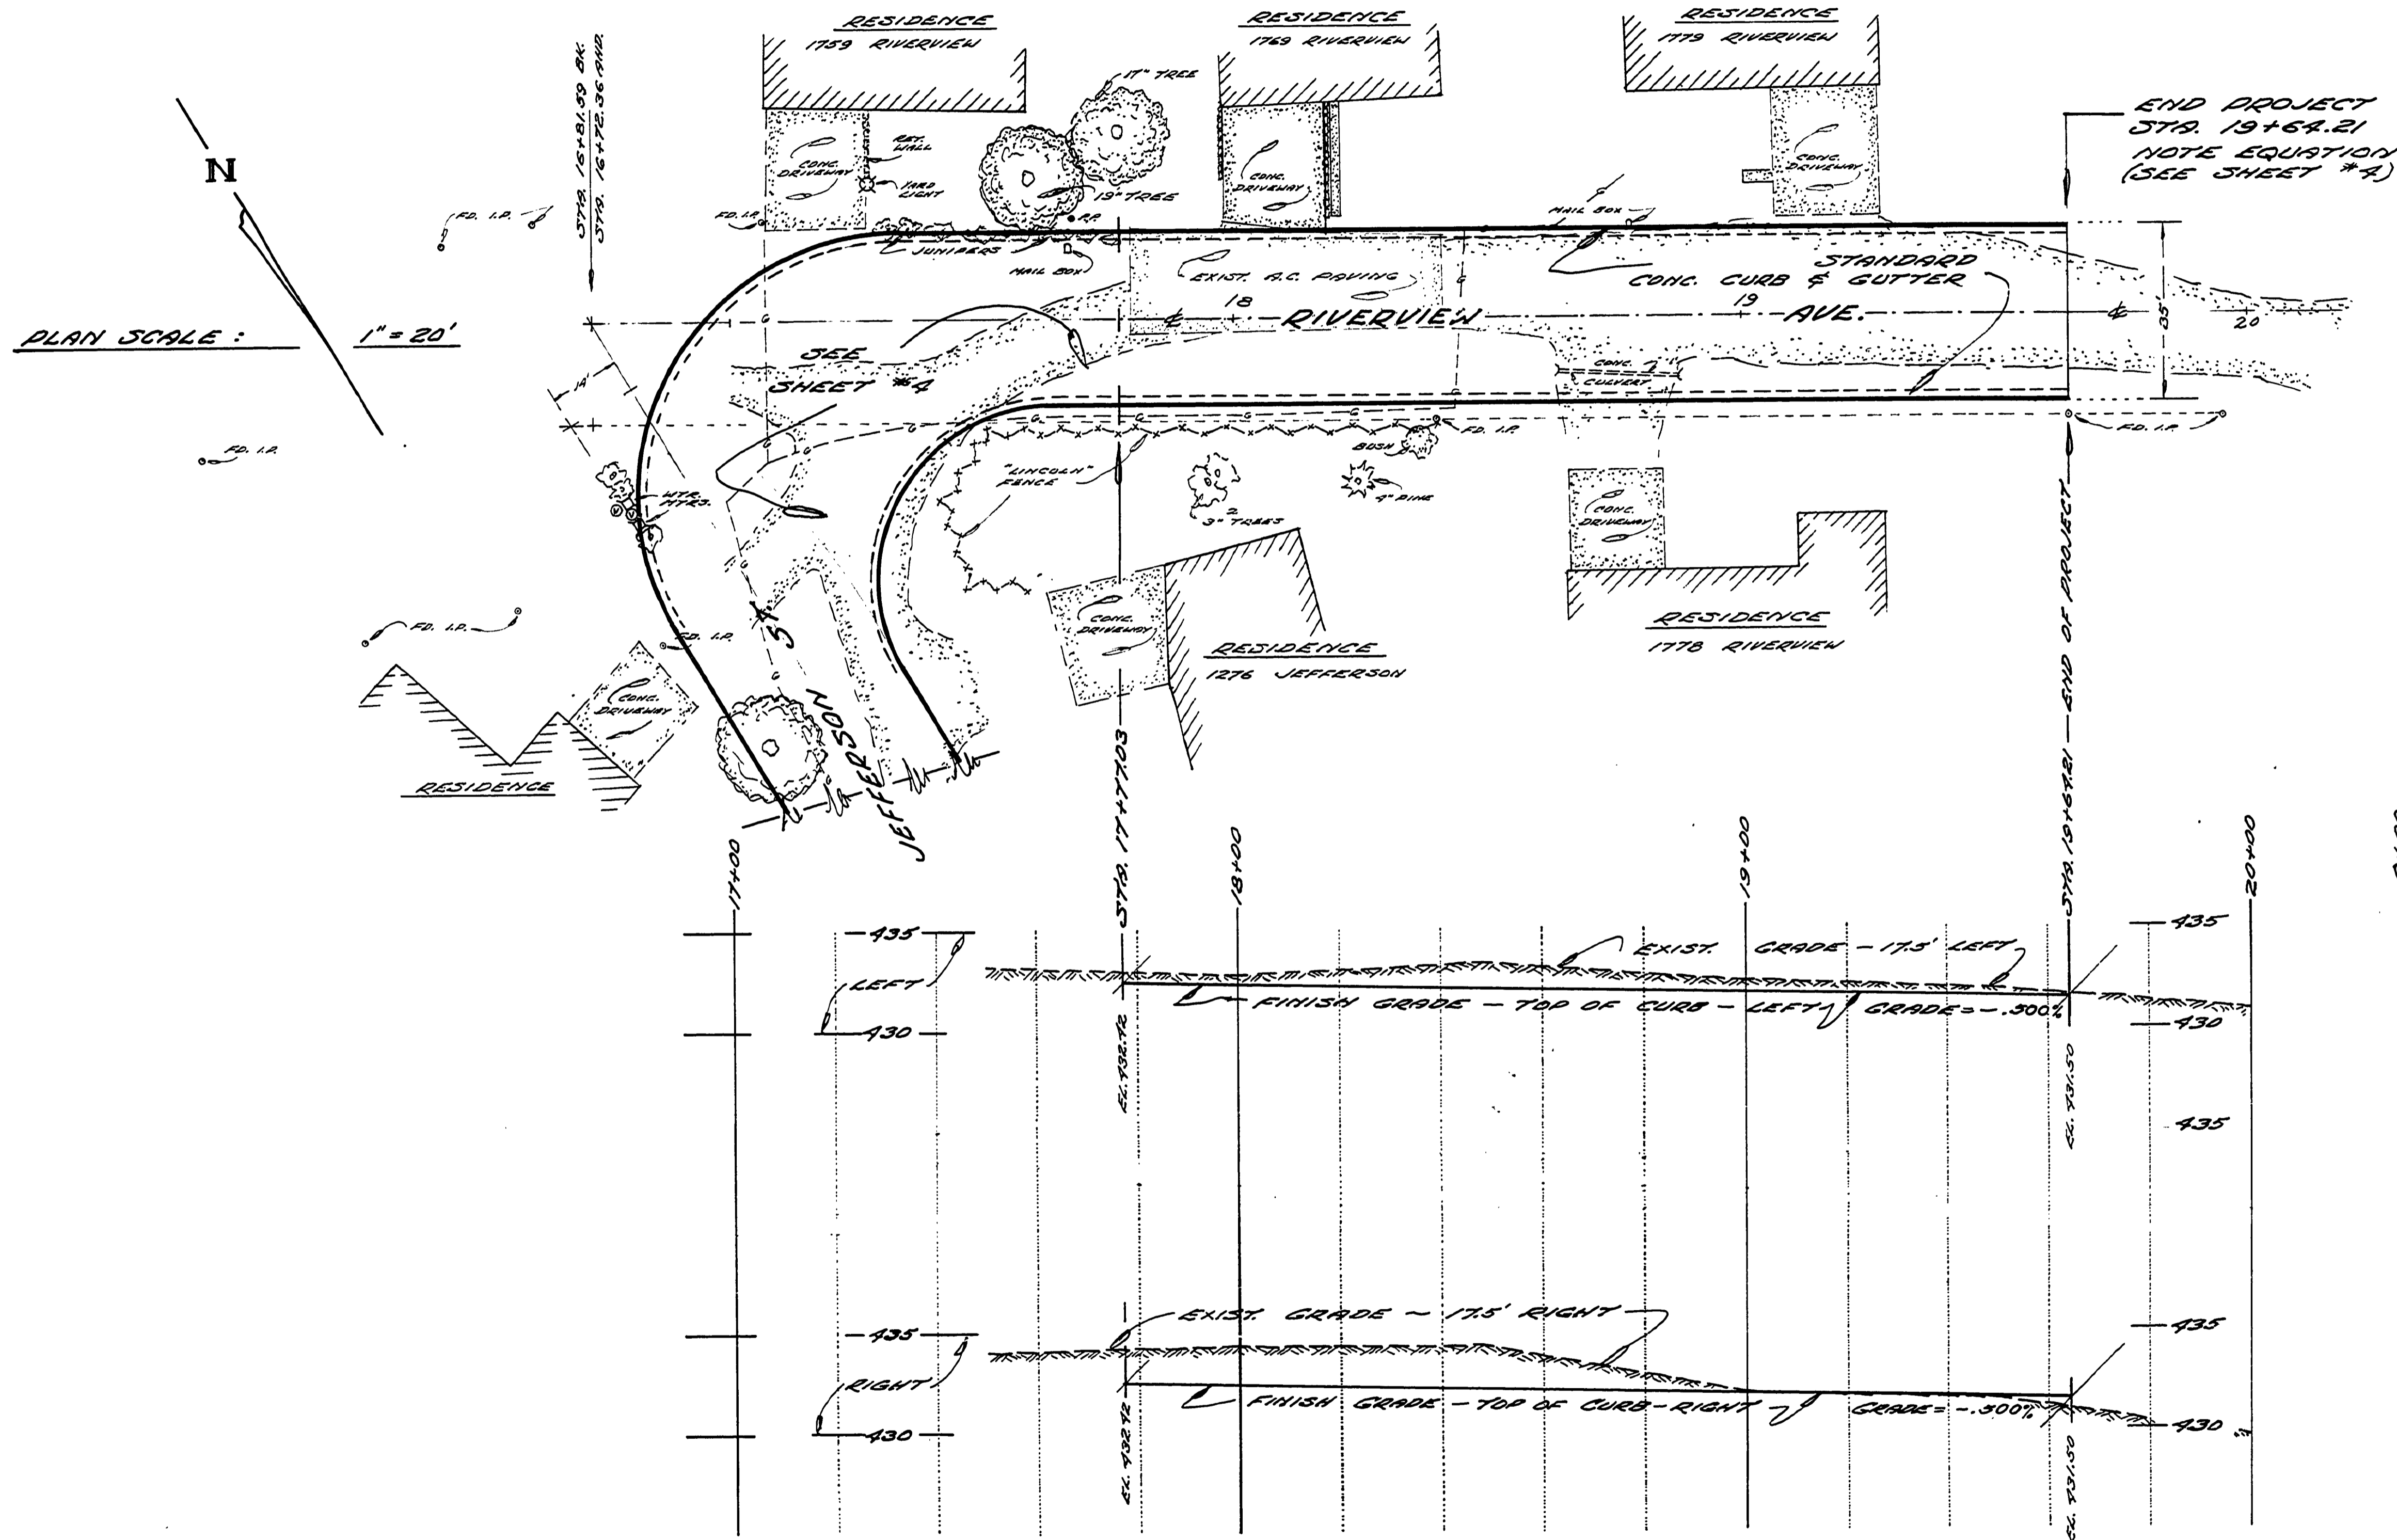 RESIDENCE
1759 RIVERVIEW
RESIDENCE
1769 RIVERVIEW
RESIDENCE
1779 RIVERVIEW
STA. 16+81.59 BK.
STA. 16+72.36 AHD.
END PROJECT
STA. 19+64.21
NOTE EQUATION
(SEE SHEET #4)
N
17" TREE
RET.
WALL
CONC.
DRIVEWAY
YARD
LIGHT
19" TREE
P.P.
CONC.
DRIVEWAY
CONC.
DRIVEWAY
FD. I.P.
FD. I.P.
MAIL BOX
JUNIPERS
MAIL BOX
EXIST. A.C. PAVING
STANDARD
CONC. CURB & GUTTER
PLAN SCALE : 1" = 20'
18
19
20
RIVERVIEW AVE.
35'
SEE
SHEET #4
14'
CONC.
CULVERT
FD. I.P.
FD. I.P.
FD. I.P.
BUSH
"LINCOLN"
FENCE
WTR.
MTRS.
2
3" TREES
4" PINE
CONC.
DRIVEWAY
FD. I.P.
FD. I.P.
CONC.
DRIVEWAY
RESIDENCE
1276 JEFFERSON
RESIDENCE
1778 RIVERVIEW
CONC.
DRIVEWAY
RESIDENCE
JEFFERSON ST.
17+00
STA. 17+77.03
18+00
19+00
STA. 19+64.21 — END OF PROJECT
20+00
435
435
EXIST. GRADE - 17.5' LEFT
LEFT
FINISH GRADE - TOP OF CURB - LEFT
GRADE = -.500%
430
430
EL. 432.42
EL. 431.50
435
EXIST. GRADE ~ 17.5' RIGHT
435
435
RIGHT
FINISH GRADE - TOP OF CURB - RIGHT
GRADE = -.500%
430
430
EL. 432.42
EL. 431.50